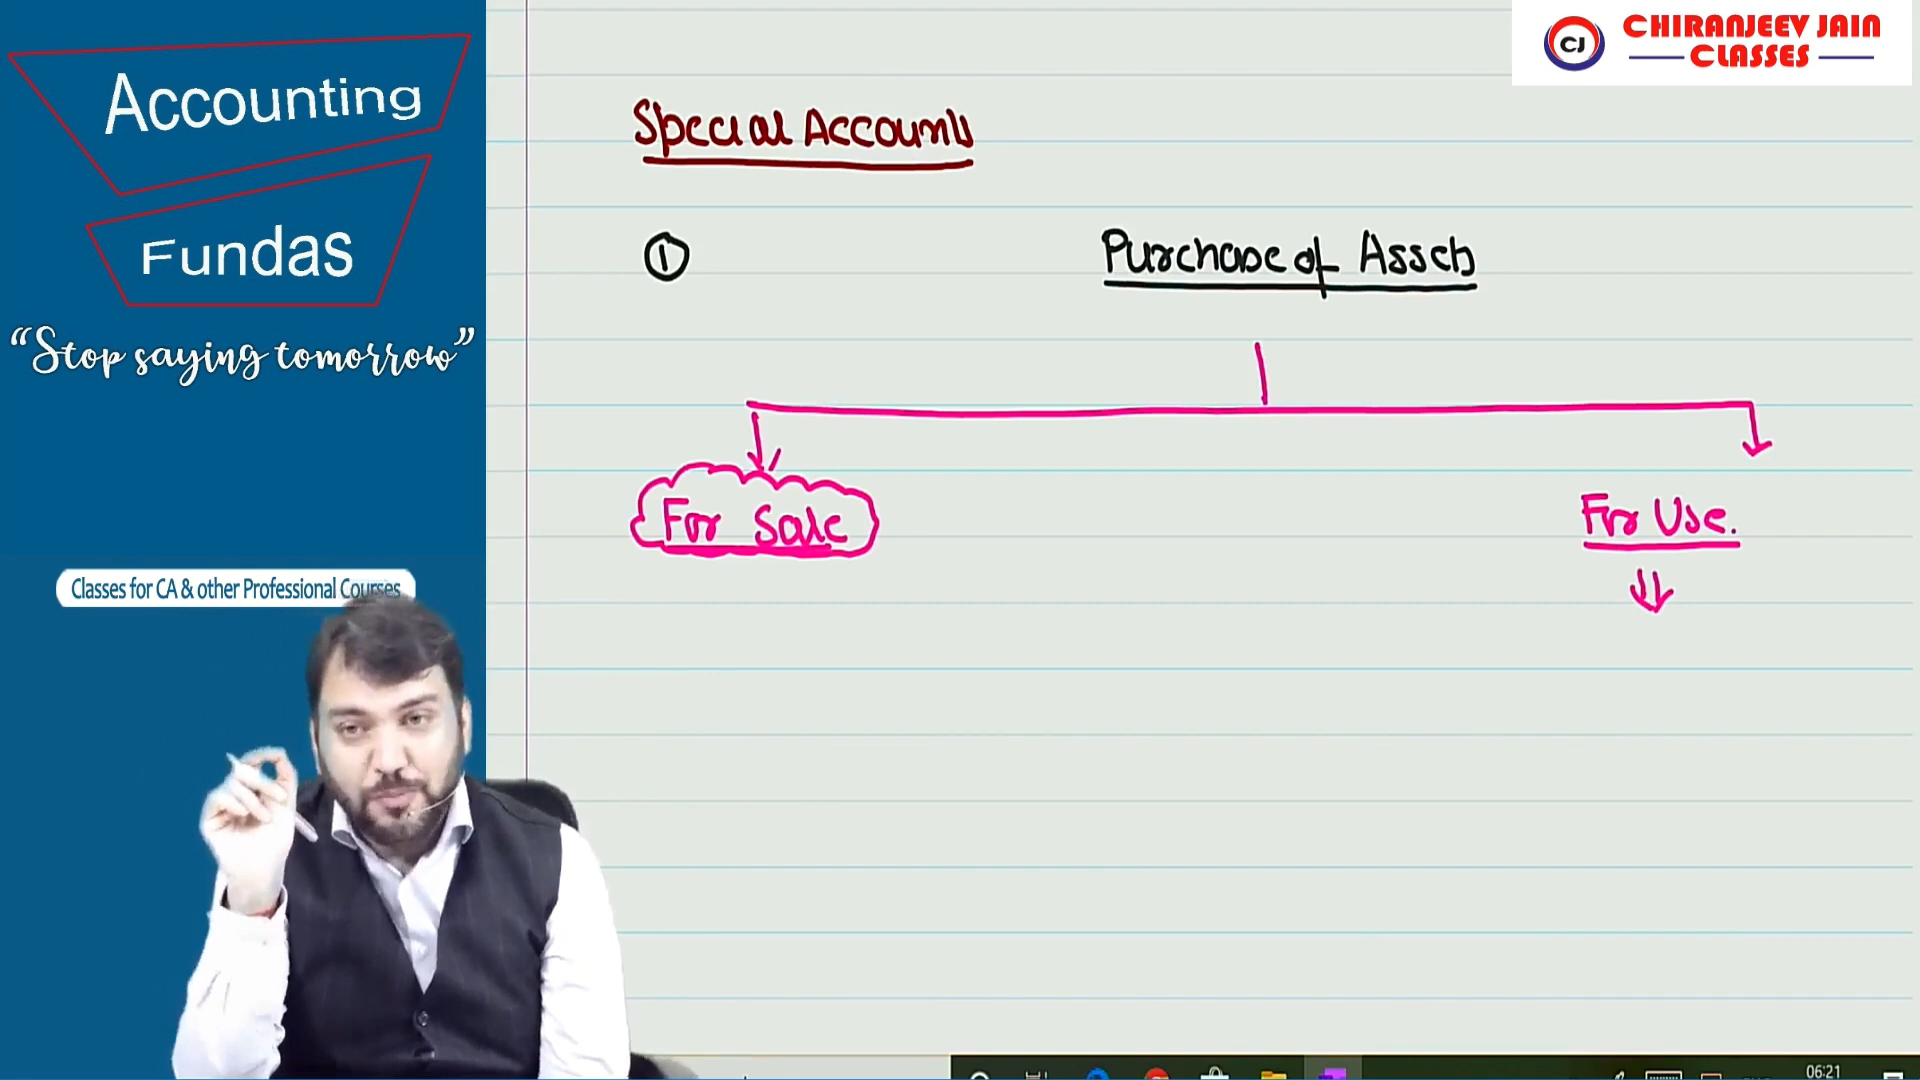 Accounting
Fundas
“Stop saying tomorrow”
Classes for CA & other Professional Courses
CJ
CHIRANJEEV JAIN
CLASSES
Special Accounts
①
Purchase of Assets
For Sale
For Use.
06:21